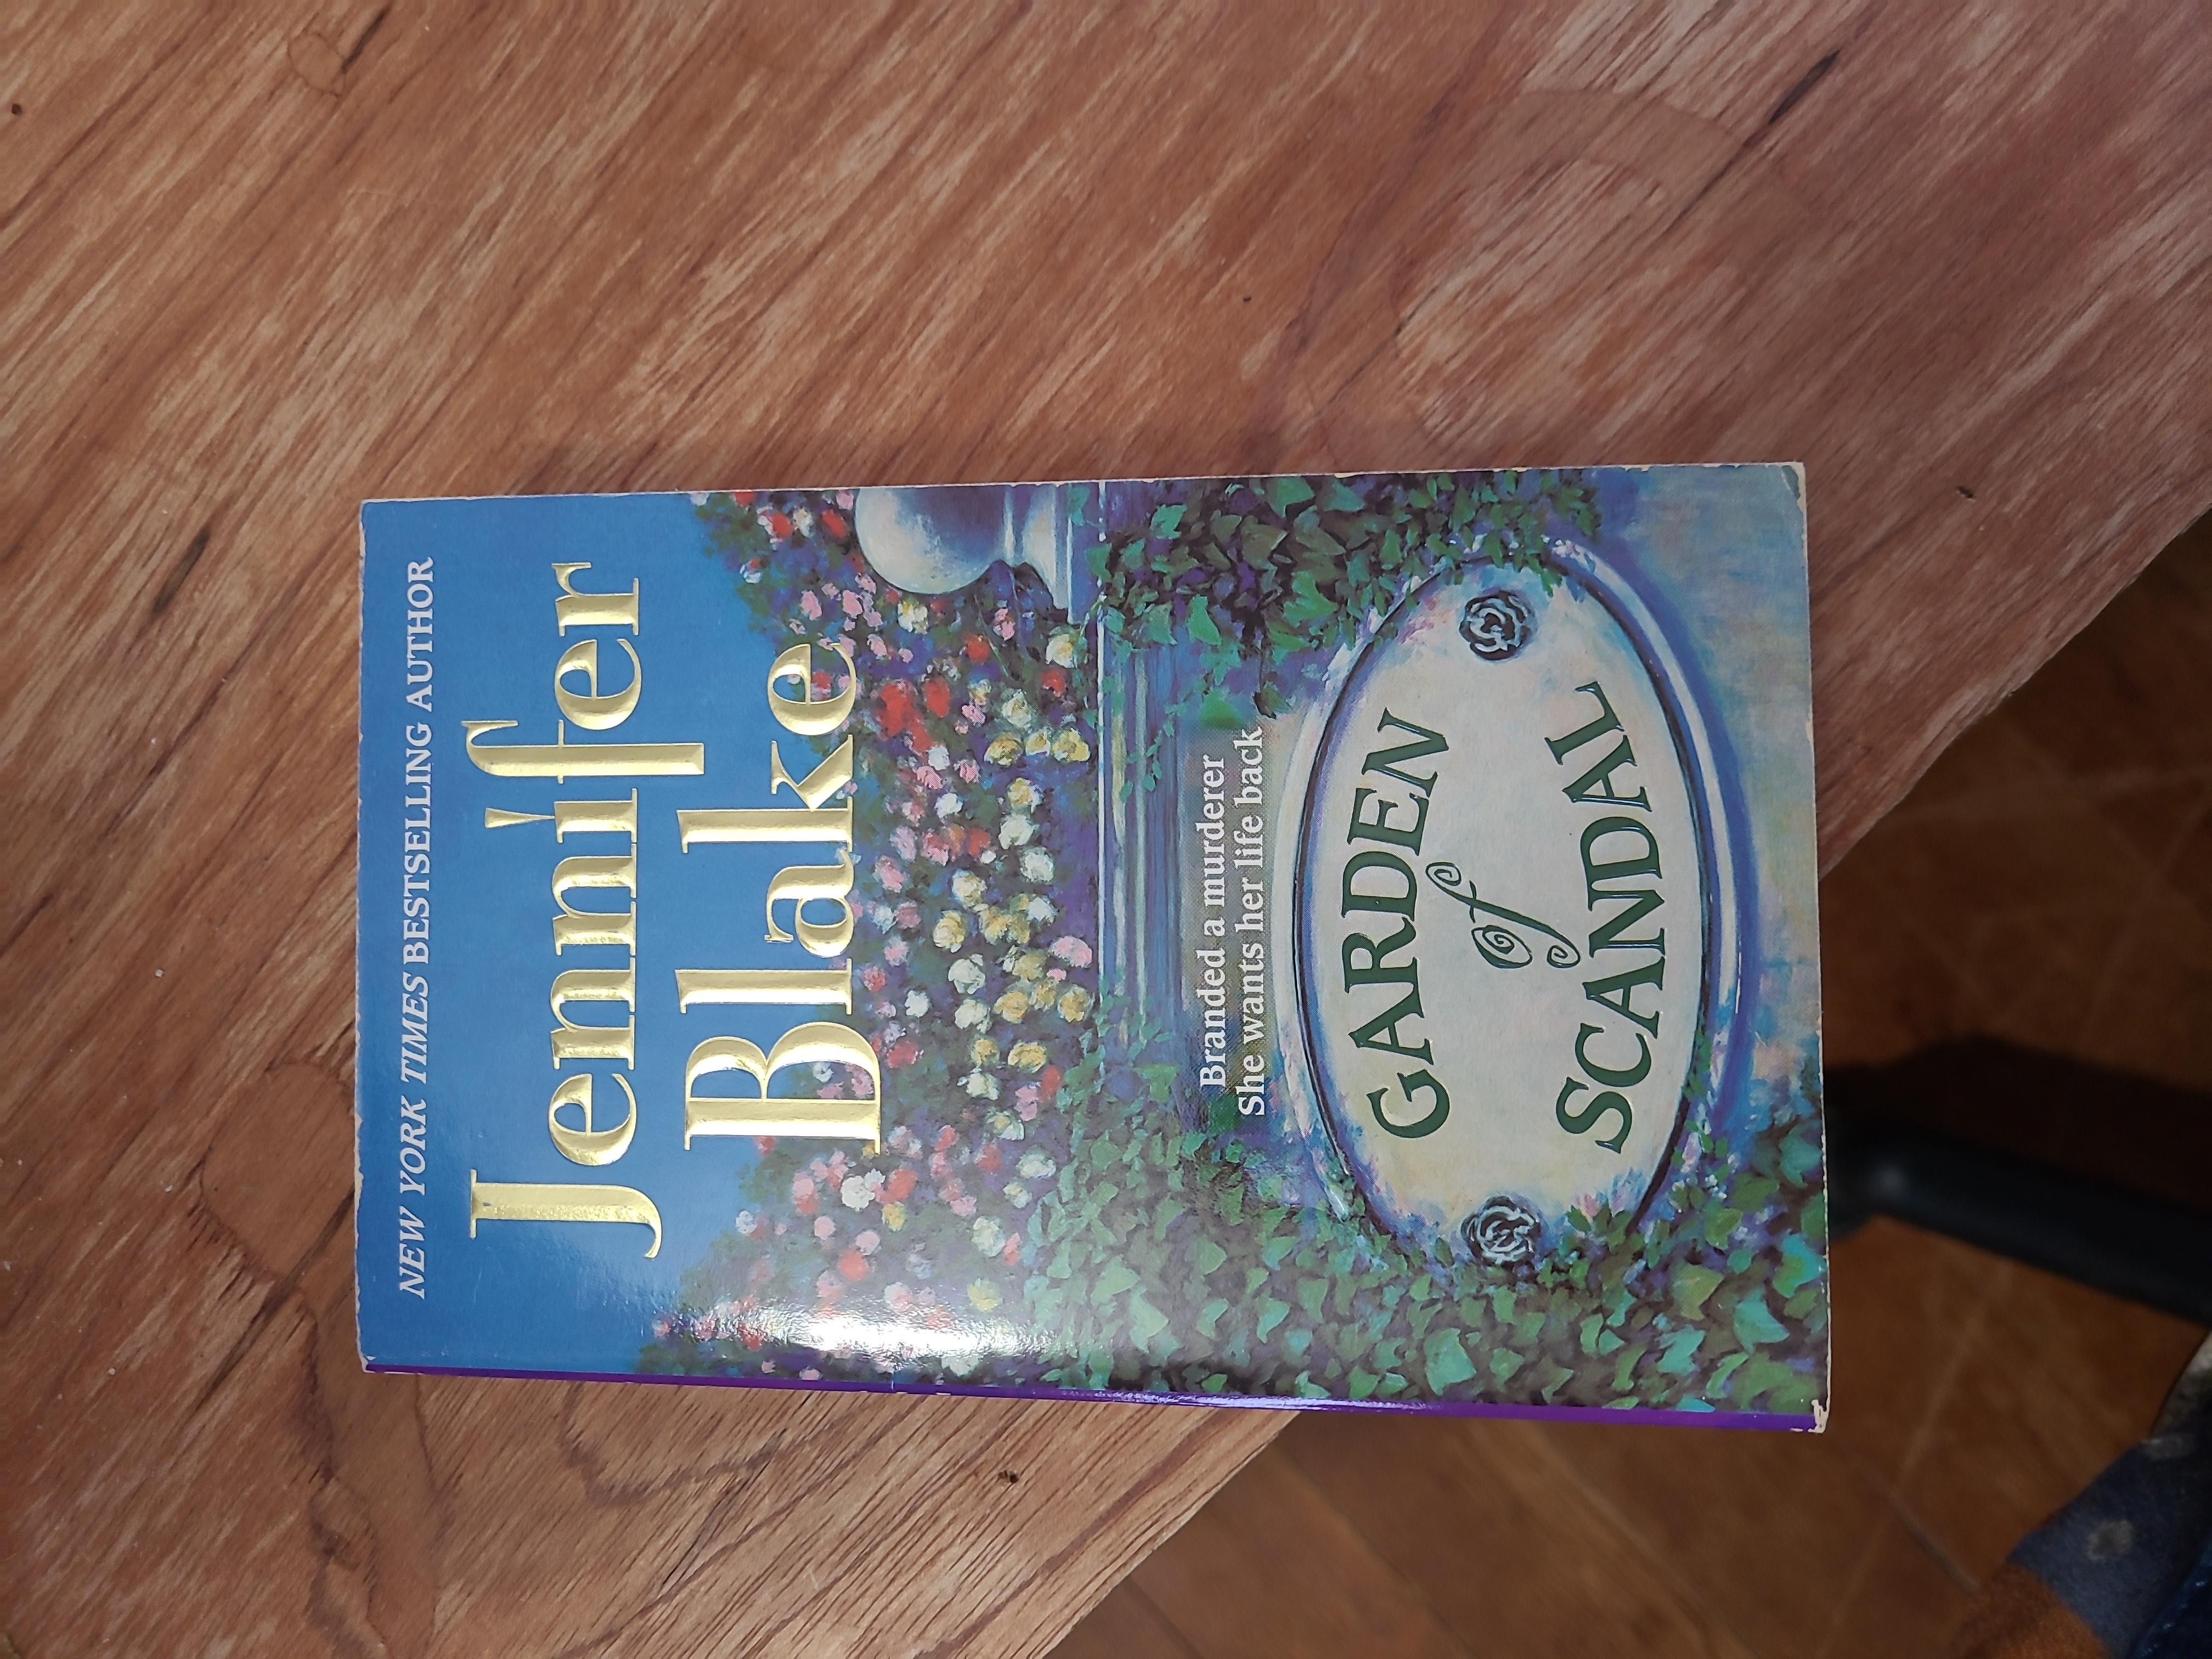 NEW YORK TIMES BESTSELLING AUTHOR
Jennifer
Blake
Branded a murderer
She wants her life back
GARDEN
of
SCANDAL